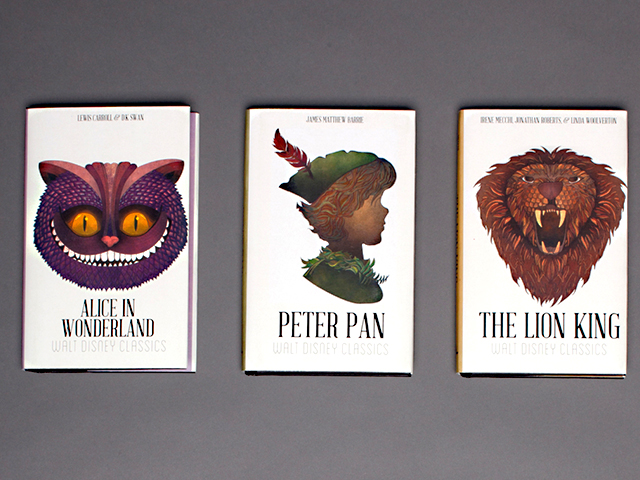 LEWIS CARROLL & D.K. SWAN
ALICE IN
WONDERLAND
WALT DISNEY CLASSICS
JAMES MATTHEW BARRIE
PETER PAN
WALT DISNEY CLASSICS
IRENE MECCHI, JONATHAN ROBERTS, & LINDA WOOLVERTON
THE LION KING
WALT DISNEY CLASSICS